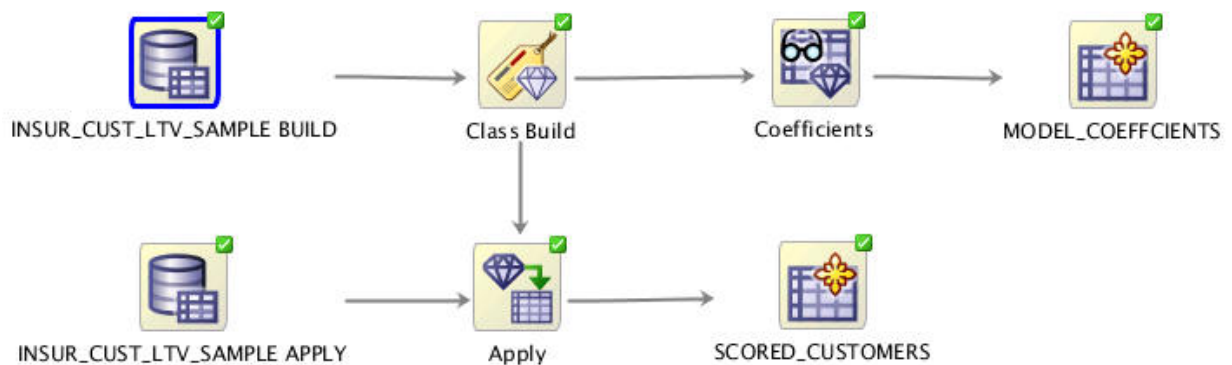 INSUR_CUST_LTV_SAMPLE BUILD
Class Build
Coefficients
MODEL_COEFFCIENTS
INSUR_CUST_LTV_SAMPLE APPLY
Apply
SCORED_CUSTOMERS